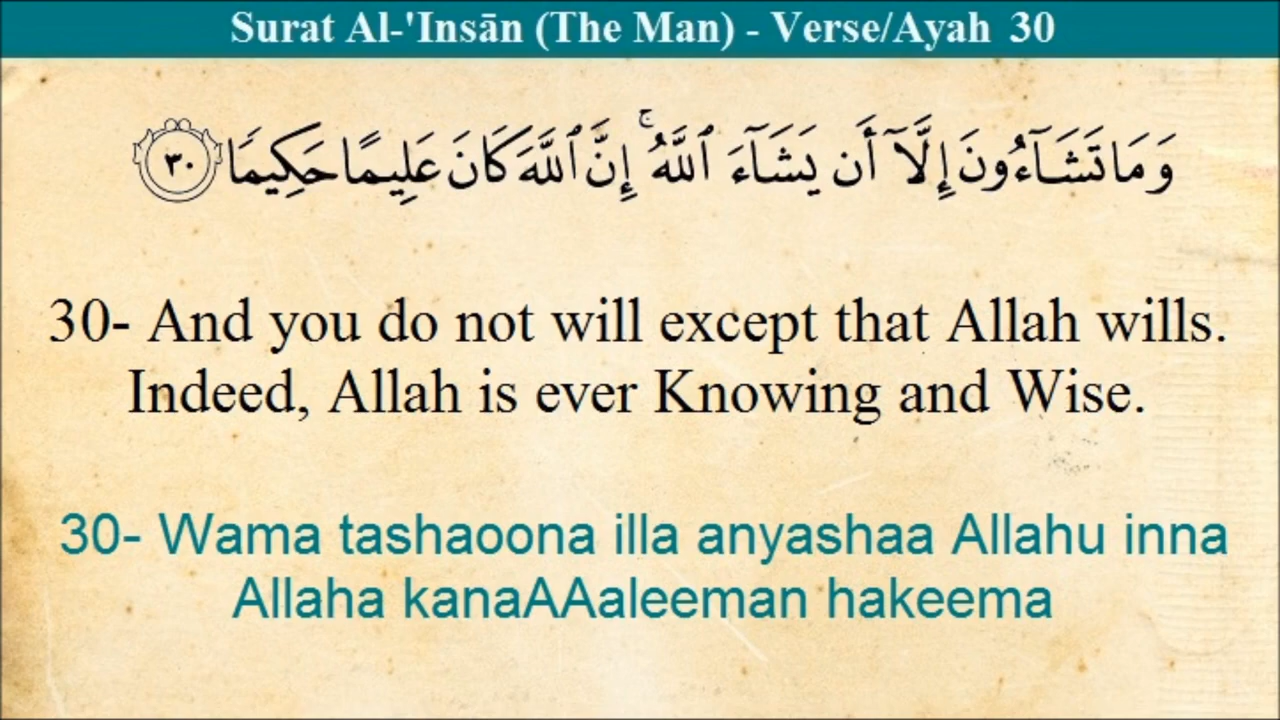 Surat Al-'Insān (The Man) - Verse/Ayah 30
وَمَا تَشَآءُونَ إِلَّآ أَن يَشَآءَ ٱللَّهُ ۚ إِنَّ ٱللَّهَ كَانَ عَلِيمًا حَكِيمًا ٣٠
30- And you do not will except that Allah wills.
Indeed, Allah is ever Knowing and Wise.
30- Wama tashaoona illa anyashaa Allahu inna
Allaha kanaAAaleeman hakeema